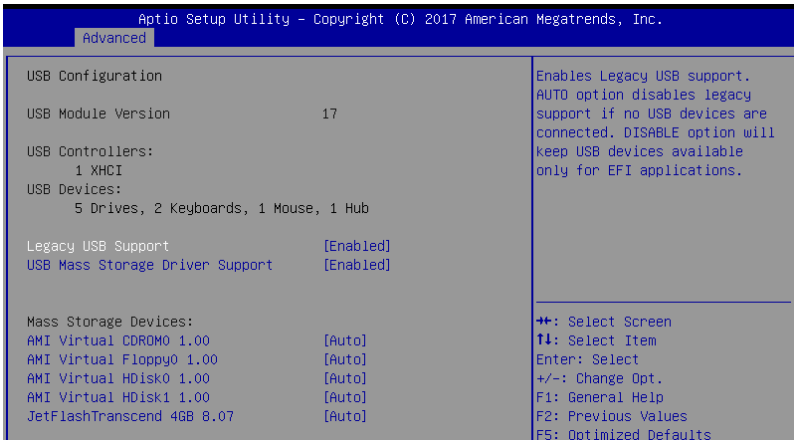 Aptio Setup Utility – Copyright (C) 2017 American Megatrends, Inc.
Advanced
USB Configuration
USB Module Version 17
USB Controllers:
1 XHCI
USB Devices:
5 Drives, 2 Keyboards, 1 Mouse, 1 Hub
Legacy USB Support [Enabled]
USB Mass Storage Driver Support [Enabled]
Mass Storage Devices:
AMI Virtual CDROM0 1.00 [Auto]
AMI Virtual Floppy0 1.00 [Auto]
AMI Virtual HDisk0 1.00 [Auto]
AMI Virtual HDisk1 1.00 [Auto]
JetFlashTranscend 4GB 8.07 [Auto]
Enables Legacy USB support.
AUTO option disables legacy
support if no USB devices are
connected. DISABLE option will
keep USB devices available
only for EFI applications.
→←: Select Screen
↑↓: Select Item
Enter: Select
+/-: Change Opt.
F1: General Help
F2: Previous Values
F5: Optimized Defaults